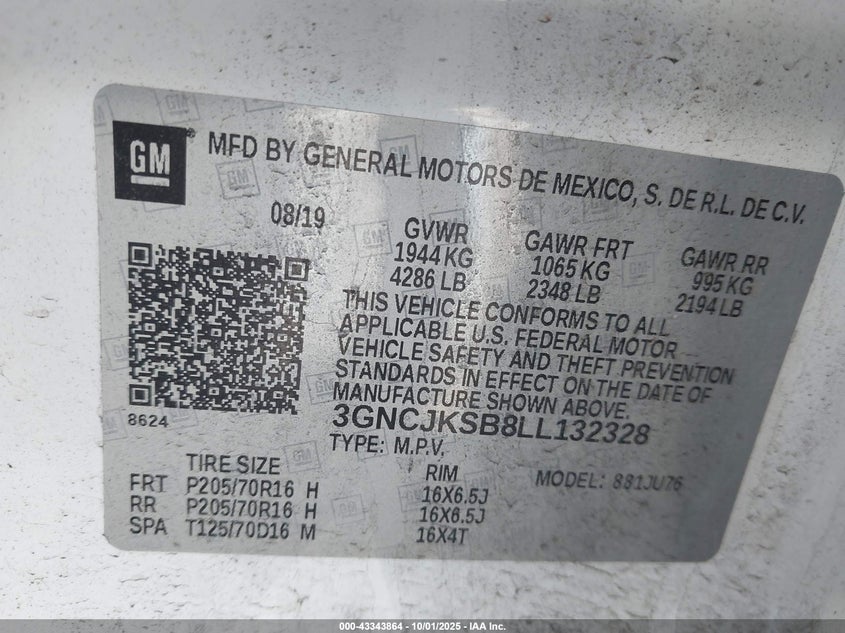 GM
MFD BY GENERAL MOTORS DE MEXICO, S. DE R.L. DE C.V.
08/19
GVWR
1944 KG
4286 LB
GAWR FRT
1065 KG
2348 LB
GAWR RR
995 KG
2194 LB
THIS VEHICLE CONFORMS TO ALL
APPLICABLE U.S. FEDERAL MOTOR
VEHICLE SAFETY AND THEFT PREVENTION
STANDARDS IN EFFECT ON THE DATE OF
MANUFACTURE SHOWN ABOVE.
8624
3GNCJKSB8LL132328
TYPE: M.P.V.
MODEL:
TIRE SIZE
RIM
FRT P205/70R16 H 16X6.5J
RR P205/70R16 H 16X6.5J
SPA T125/70D16 M 16X4T
000-43343864 • 10/01/2025 • IAA Inc.